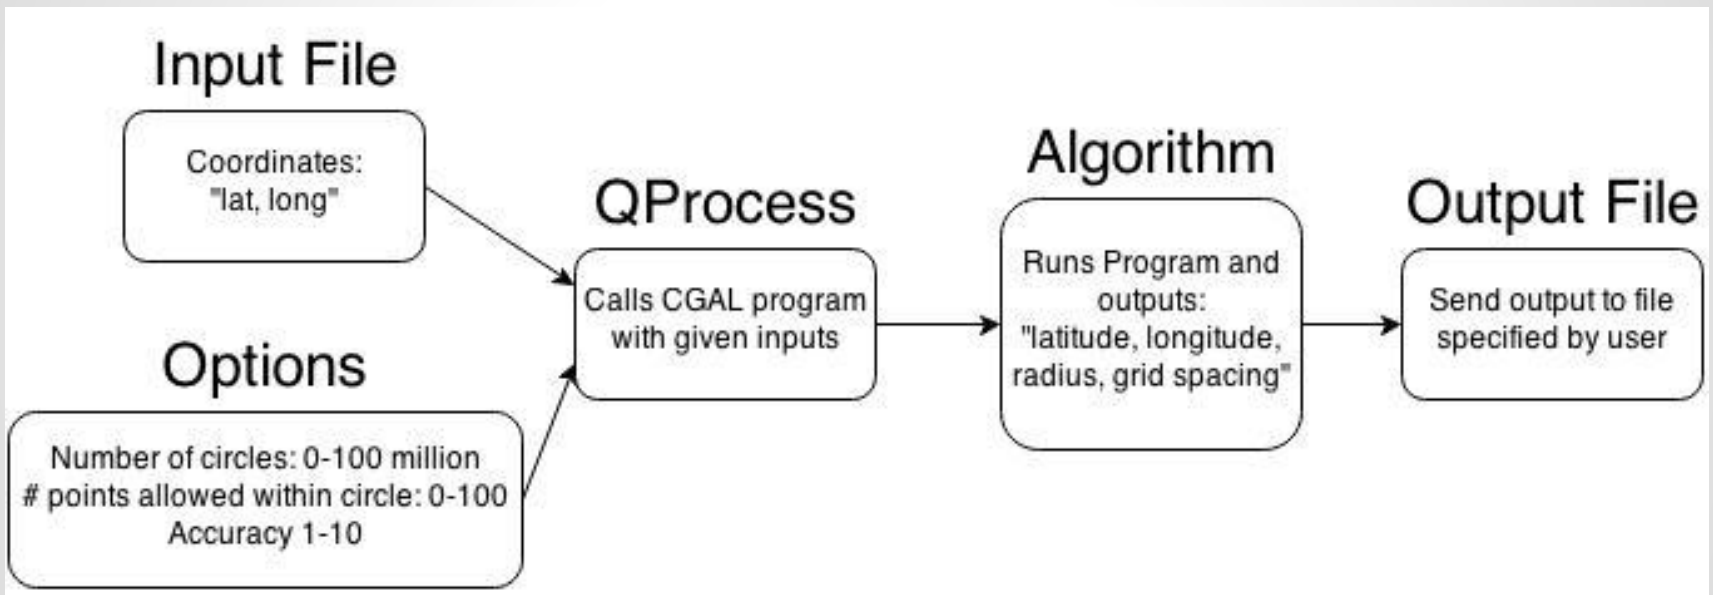 Input File
Coordinates:
"lat, long"
Options
Number of circles: 0-100 million
# points allowed within circle: 0-100
Accuracy 1-10
QProcess
Calls CGAL program
with given inputs
Algorithm
Runs Program and
outputs:
"latitude, longitude,
radius, grid spacing"
Output File
Send output to file
specified by user